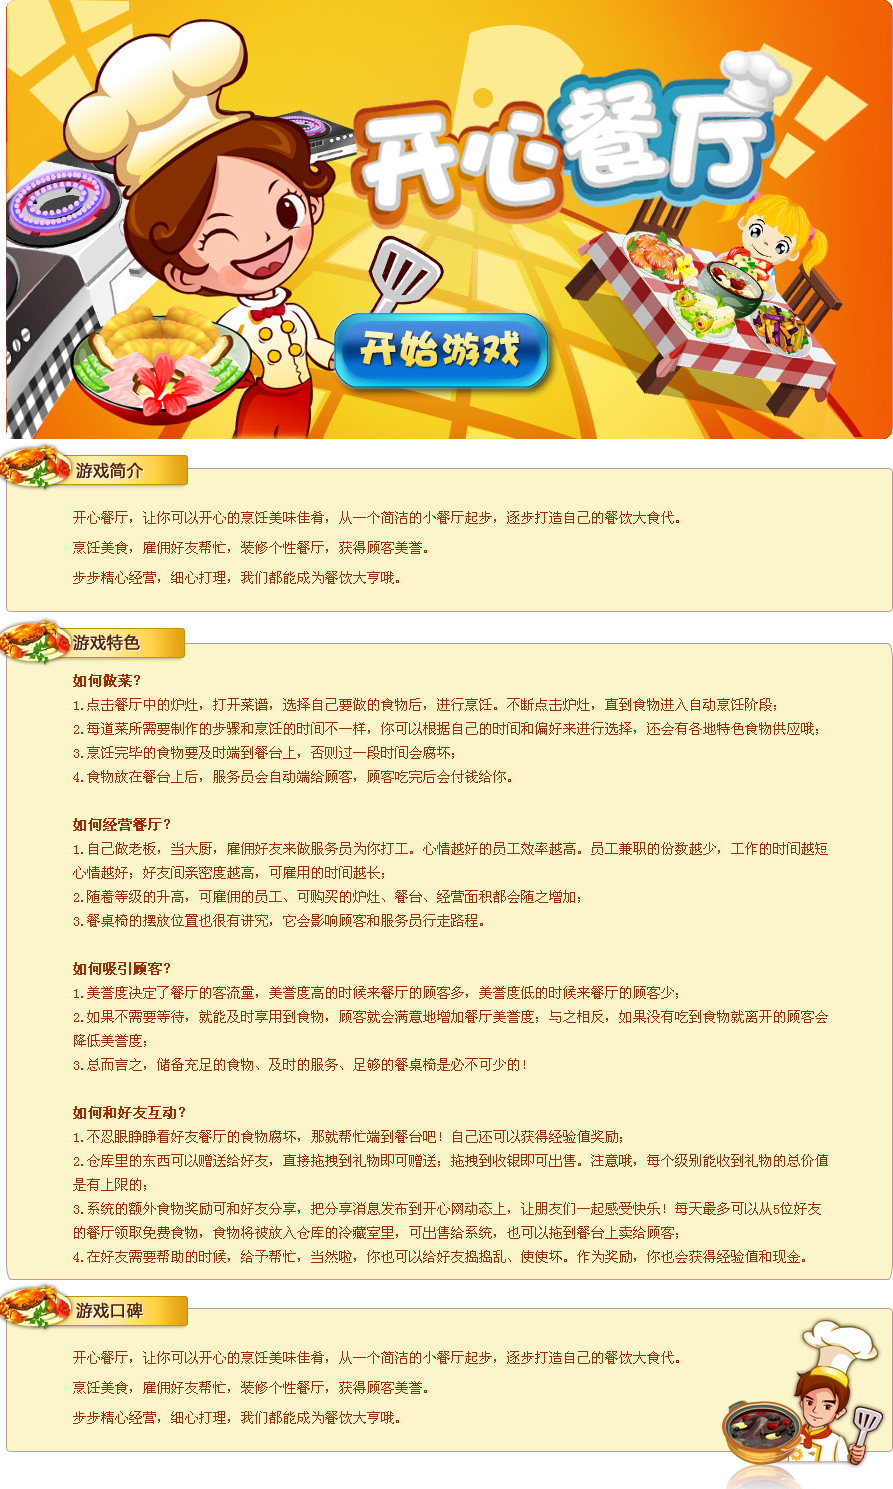 开心餐厅
开始游戏
游戏简介
开心餐厅，让你可以开心的烹饪美味佳肴，从一个简洁的小餐厅起步，逐步打造自己的餐饮大食代。
烹饪美食，雇佣好友帮忙，装修个性餐厅，获得顾客美誉。
步步精心经营，细心打理，我们都能成为餐饮大亨哦。
游戏特色
如何做菜？
1.点击餐厅中的炉灶，打开菜谱，选择自己要做的食物后，进行烹饪。不断点击炉灶，直到食物进入自动烹饪阶段；
2.每道菜所需要制作的步骤和烹饪的时间不一样，你可以根据自己的时间和偏好来进行选择，还会有各地特色食物供应哦；
3.烹饪完毕的食物要及时端到餐台上，否则过一段时间会腐坏；
4.食物放在餐台上后，服务员会自动端给顾客，顾客吃完后会付钱给你。
如何经营餐厅？
1.自己做老板，当大厨，雇佣好友来做服务员为你打工。心情越好的员工效率越高。员工兼职的份数越少，工作的时间越短
心情越好；好友间亲密度越高，可雇用的时间越长；
2.随着等级的升高，可雇佣的员工、可购买的炉灶、餐台、经营面积都会随之增加；
3.餐桌椅的摆放位置也很有讲究，它会影响顾客和服务员行走路程。
如何吸引顾客？
1.美誉度决定了餐厅的客流量，美誉度高的时候来餐厅的顾客多，美誉度低的时候来餐厅的顾客少；
2.如果不需要等待，就能及时享用到食物，顾客就会满意地增加餐厅美誉度；与之相反，如果没有吃到食物就离开的顾客会
降低美誉度；
3.总而言之，储备充足的食物、及时的服务、足够的餐桌椅是必不可少的！
如何和好友互动？
1.不忍眼睁睁看好友餐厅的食物腐坏，那就帮忙端到餐台吧！自己还可以获得经验值奖励；
2.仓库里的东西可以赠送给好友，直接拖拽到礼物即可赠送；拖拽到收银即可出售。注意哦，每个级别能收到礼物的总价值
是有上限的；
3.系统的额外食物奖励可和好友分享，把分享消息发布到开心网动态上，让朋友们一起感受快乐！每天最多可以从5位好友
的餐厅领取免费食物，食物将被放入仓库的冷藏室里，可出售给系统，也可以拖到餐台上卖给顾客；
4.在好友需要帮助的时候，给予帮忙，当然啦，你也可以给好友捣捣乱、使使坏。作为奖励，你也会获得经验值和现金。
游戏口碑
开心餐厅，让你可以开心的烹饪美味佳肴，从一个简洁的小餐厅起步，逐步打造自己的餐饮大食代。
烹饪美食，雇佣好友帮忙，装修个性餐厅，获得顾客美誉。
步步精心经营，细心打理，我们都能成为餐饮大亨哦。